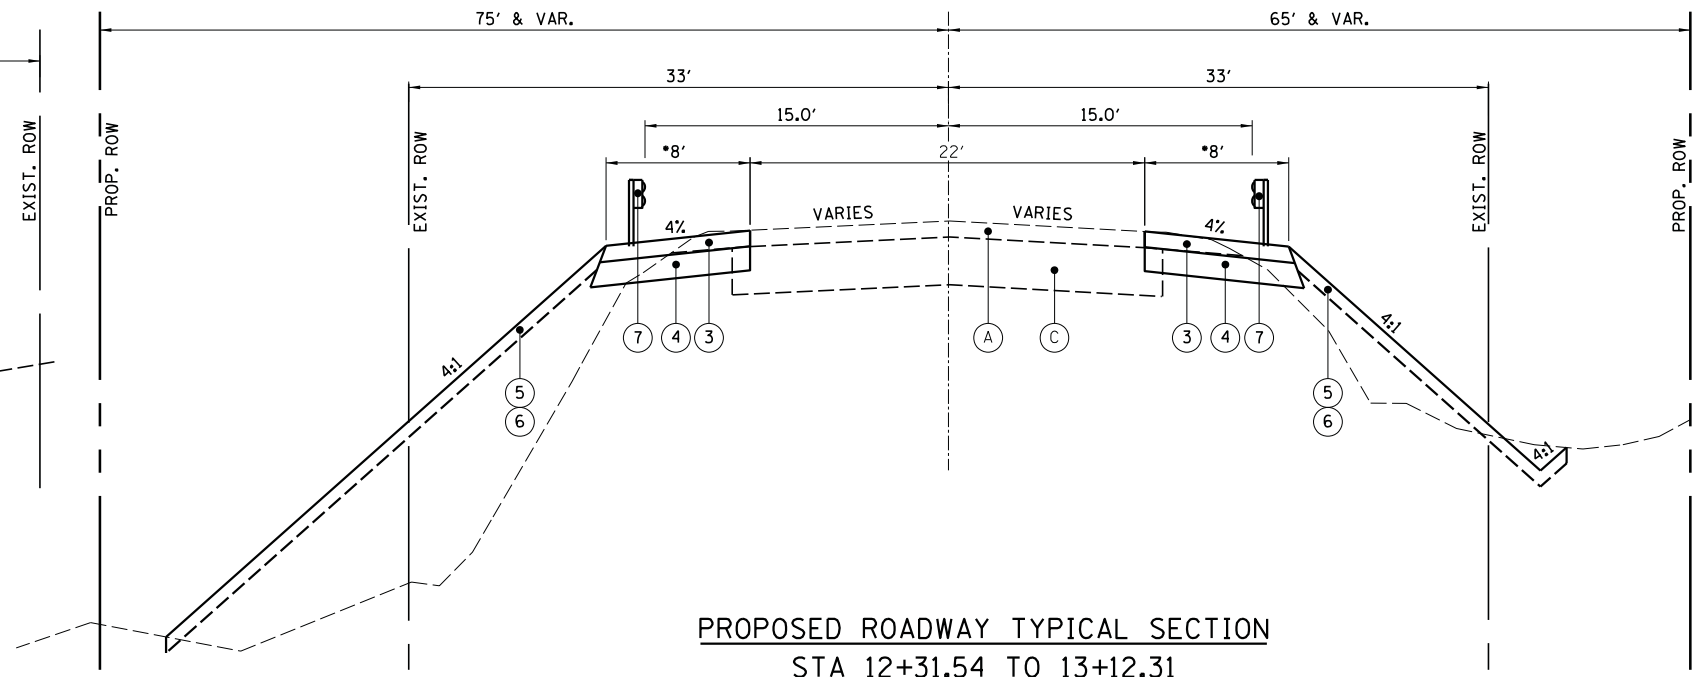 75' & VAR.
65' & VAR.
33'
33'
15.0'
15.0'
*8'
22'
*8'
EXIST. ROW
PROP. ROW
EXIST. ROW
EXIST. ROW
PROP. ROW
4%
VARIES
VARIES
4%
4:1
4:1
4:1
7
4
3
A
C
3
4
7
5
6
5
6
PROPOSED ROADWAY TYPICAL SECTION
STA 12+31.54 TO 13+12.31